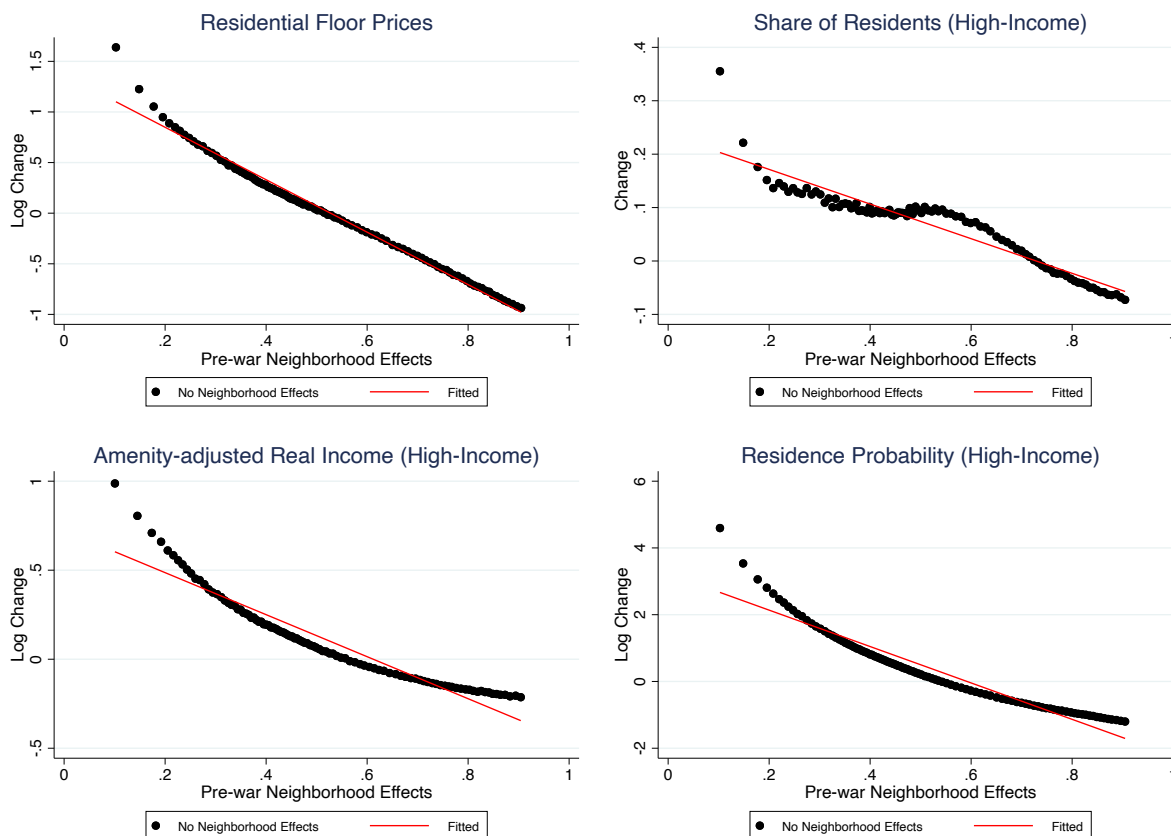 Residential Floor Prices
Log Change
1.5
1
.5
0
-.5
-1
0 .2 .4 .6 .8 1
Pre-war Neighborhood Effects
No Neighborhood Effects Fitted
Share of Residents (High-Income)
Change
.4
.3
.2
.1
0
-.1
0 .2 .4 .6 .8 1
Pre-war Neighborhood Effects
No Neighborhood Effects Fitted
Amenity-adjusted Real Income (High-Income)
Log Change
1
.5
0
-.5
0 .2 .4 .6 .8 1
Pre-war Neighborhood Effects
No Neighborhood Effects Fitted
Residence Probability (High-Income)
Log Change
6
4
2
0
-2
0 .2 .4 .6 .8 1
Pre-war Neighborhood Effects
No Neighborhood Effects Fitted